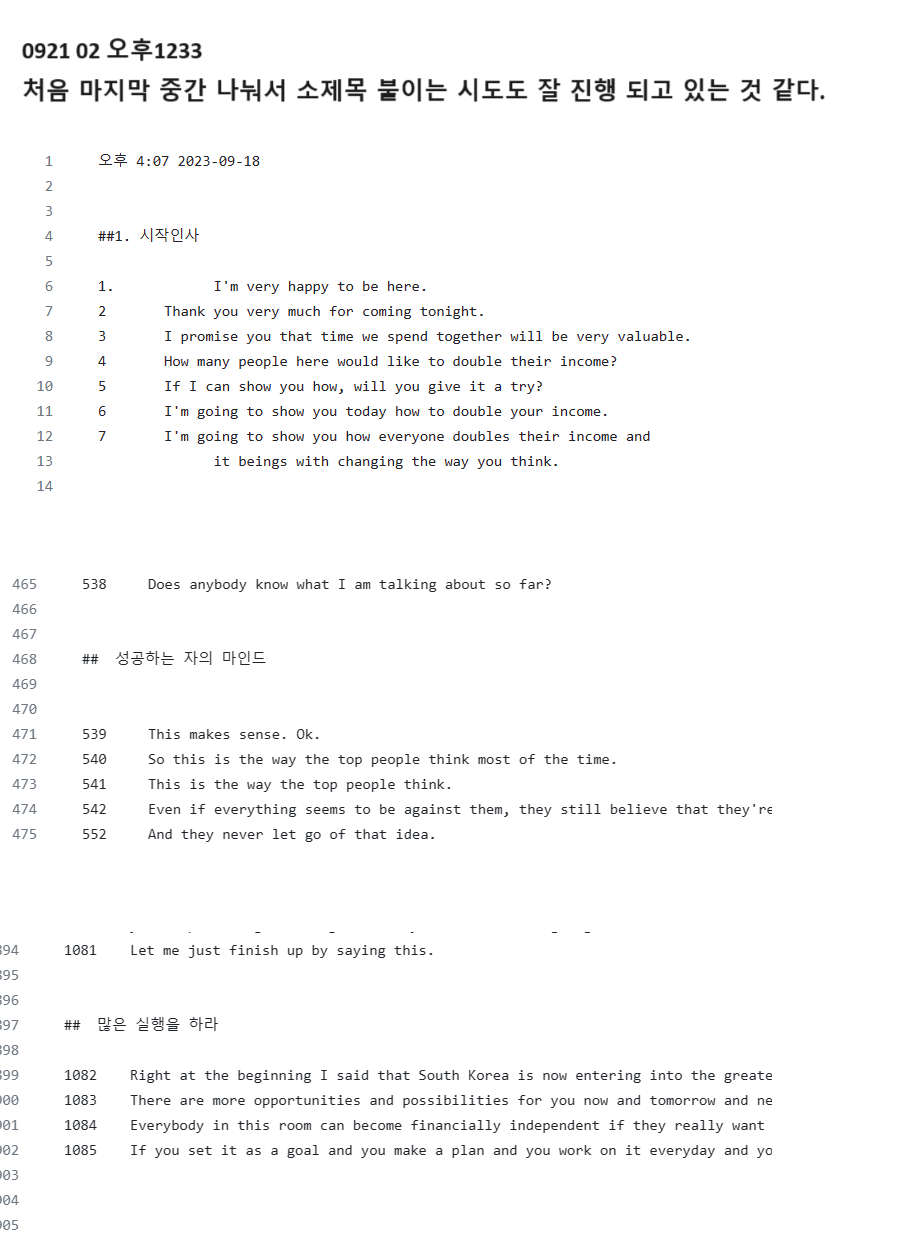 0921 02 오후1233
처음 마지막 중간 나눠서 소제목 붙이는 시도도 잘 진행 되고 있는 것 같다.
1 오후 4:07 2023-09-18
2
3
4 ##1. 시작인사
5
6 1. I'm very happy to be here.
7 2 Thank you very much for coming tonight.
8 3 I promise you that time we spend together will be very valuable.
9 4 How many people here would like to double their income?
10 5 If I can show you how, will you give it a try?
11 6 I'm going to show you today how to double your income.
12 7 I'm going to show you how everyone doubles their income and
13 it beings with changing the way you think.
14
465 538 Does anybody know what I am talking about so far?
466
467
468 ## 성공하는 자의 마인드
469
470
471 539 This makes sense. Ok.
472 540 So this is the way the top people think most of the time.
473 541 This is the way the top people think.
474 542 Even if everything seems to be against them, they still believe that they're
475 552 And they never let go of that idea.
894 1081 Let me just finish up by saying this.
895
896
897 ## 많은 실행을 하라
898
899 1082 Right at the beginning I said that South Korea is now entering into the greate
900 1083 There are more opportunities and possibilities for you now and tomorrow and ne
901 1084 Everybody in this room can become financially independent if they really want
902 1085 If you set it as a goal and you make a plan and you work on it everyday and yo
903
904
905